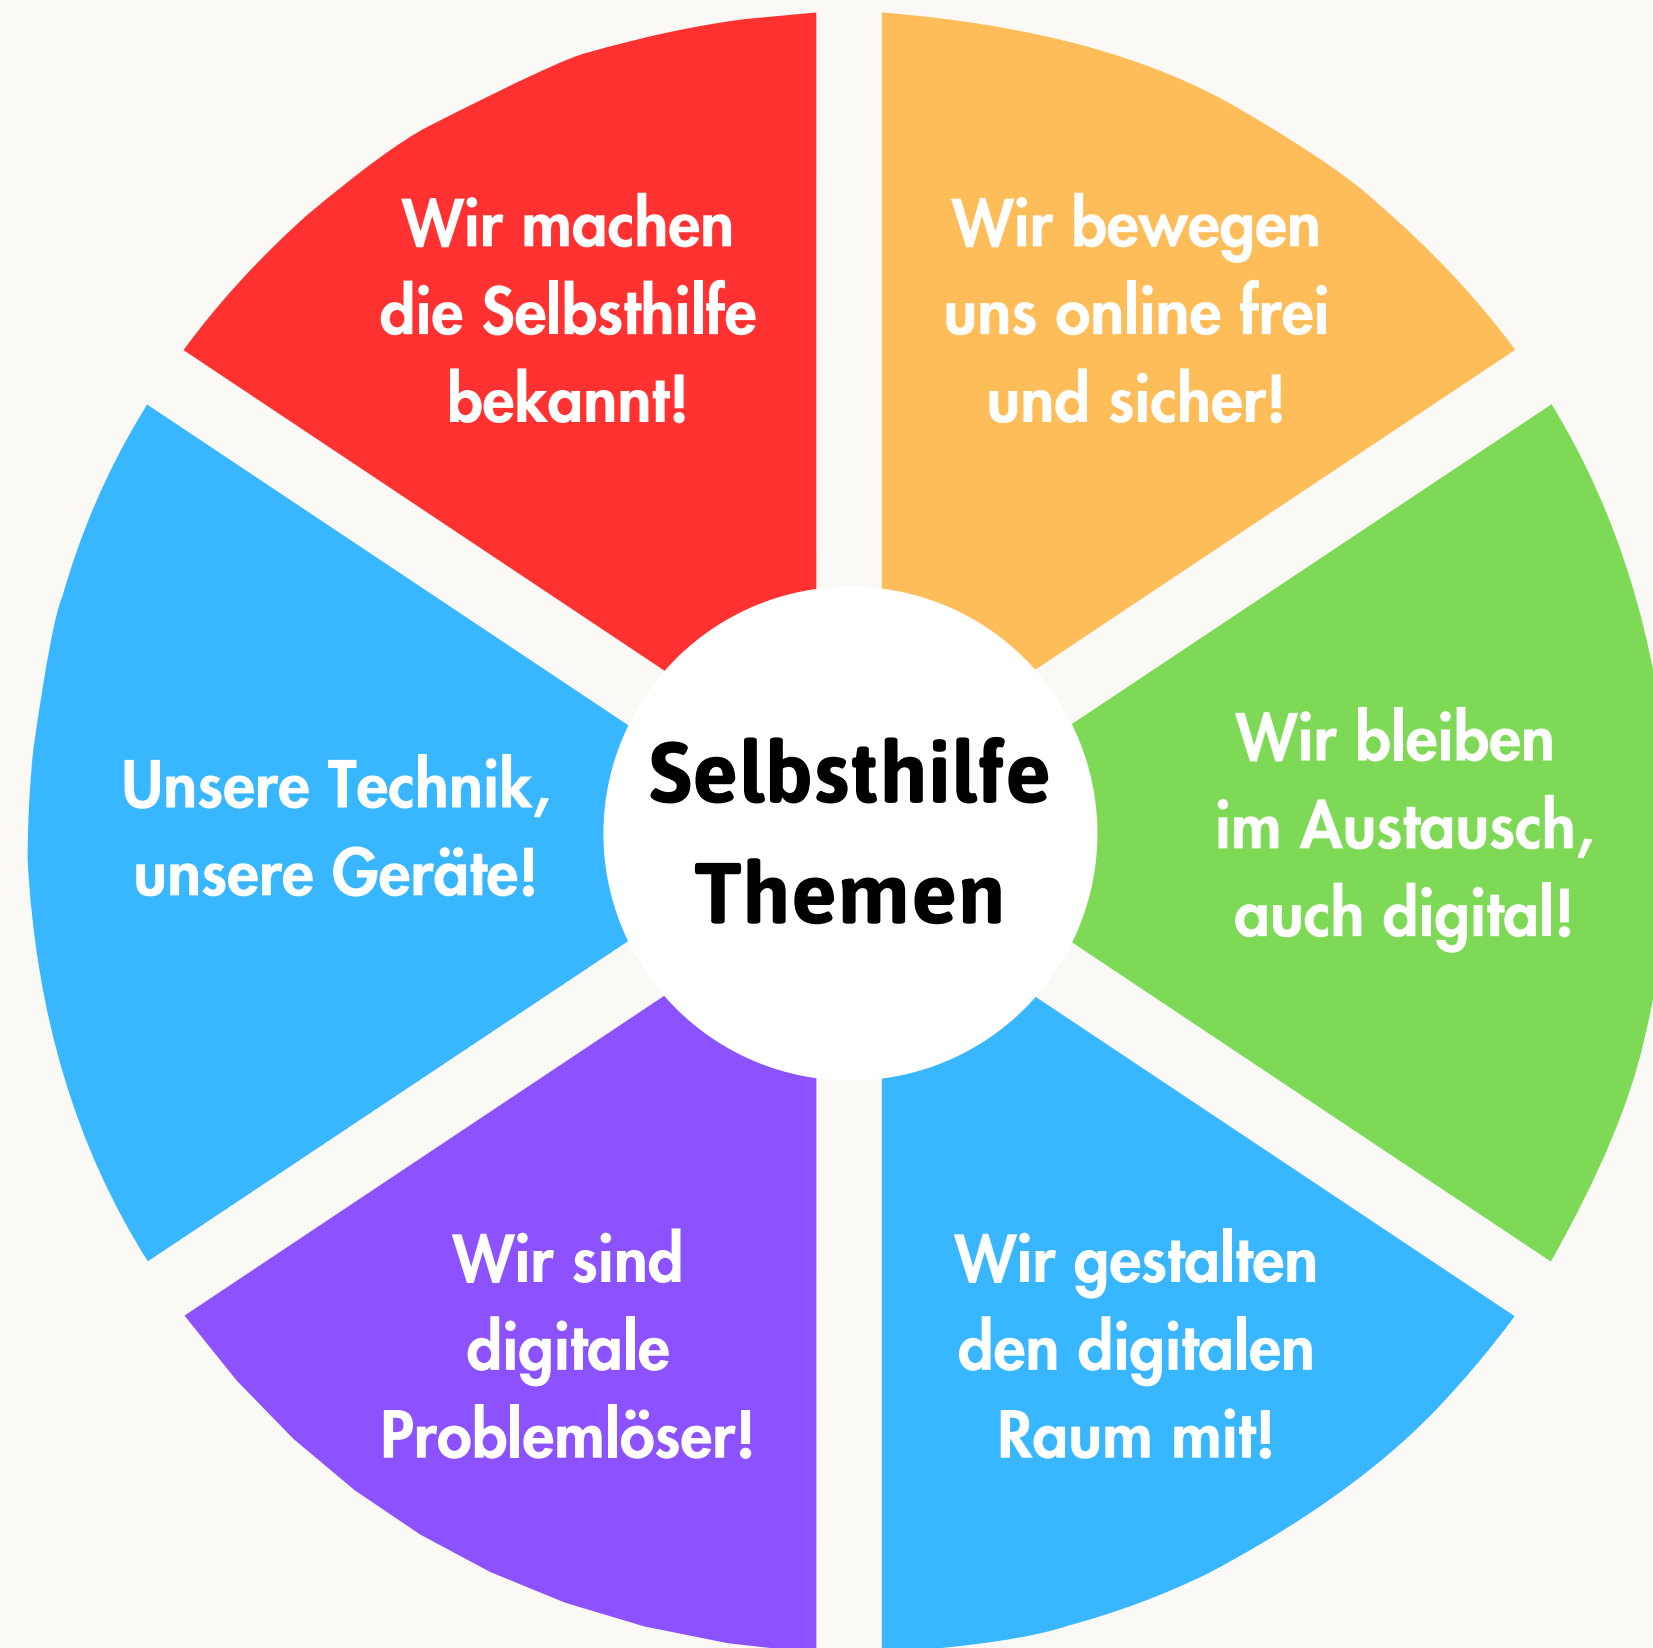 Wir machen
die Selbsthilfe
bekannt!
Wir bewegen
uns online frei
und sicher!
Unsere Technik,
unsere Geräte!
Selbsthilfe
Themen
Wir bleiben
im Austausch,
auch digital!
Wir sind
digitale
Problemlöser!
Wir gestalten
den digitalen
Raum mit!